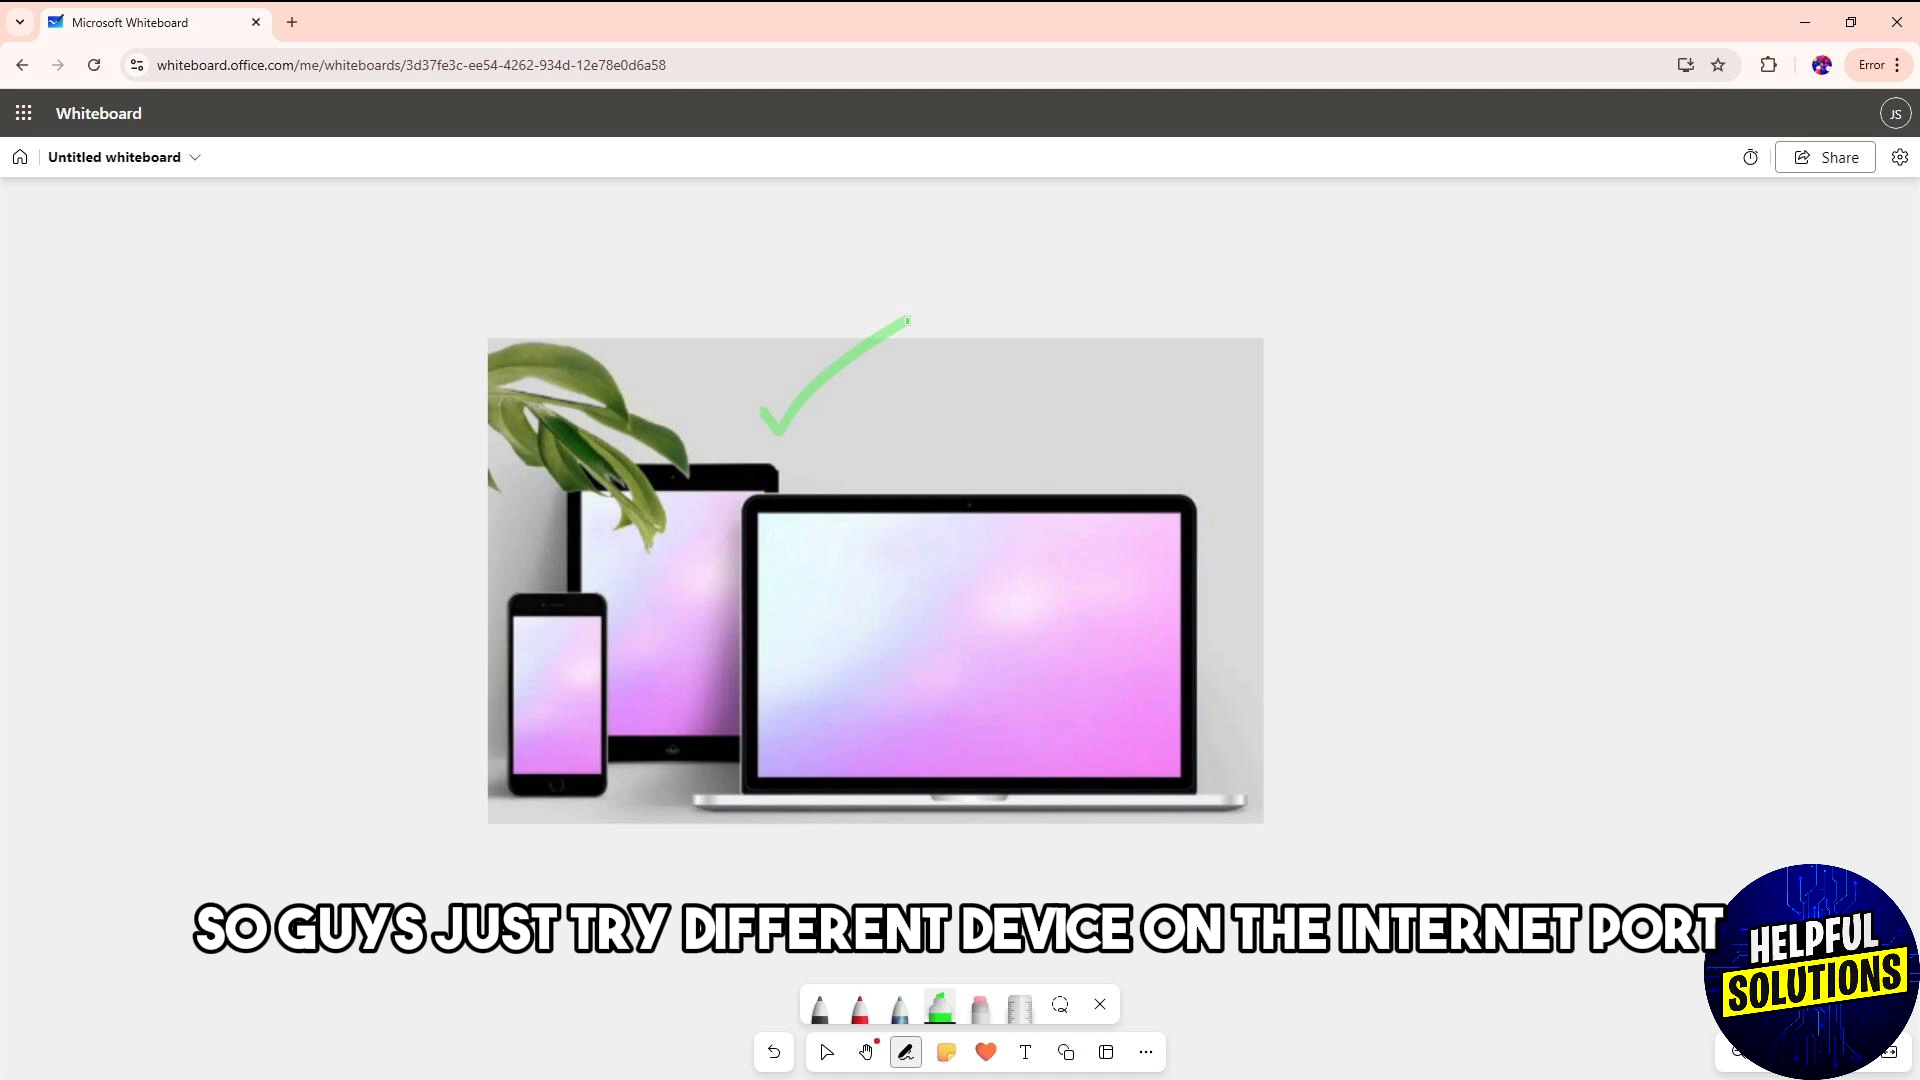 Microsoft Whiteboard
whiteboard.office.com/me/whiteboards/3d37fe3c-ee54-4262-934d-12e78e0d6a58
Error
Whiteboard
JS
Untitled whiteboard
Share
SO GUYS JUST TRY DIFFERENT DEVICE ON THE INTERNET PORT
HELPFUL
SOLUTIONS
T